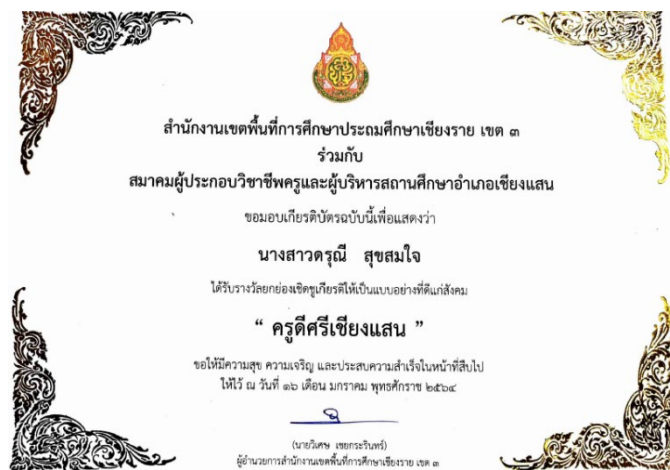 สำนักงานเขตพื้นที่การศึกษาประถมศึกษาเชียงราย เขต ๓
ร่วมกับ
สมาคมผู้ประกอบวิชาชีพครูและผู้บริหารสถานศึกษาอำเภอเชียงแสน
ขอมอบเกียรติบัตรฉบับนี้เพื่อแสดงว่า
นางสาวดรุณี สุขสมใจ
ได้รับรางวัลยกย่องเชิดชูเกียรติให้เป็นแบบอย่างที่ดีแก่สังคม
“ ครูดีศรีเชียงแสน ”
ขอให้มีความสุข ความเจริญ และประสบความสำเร็จในหน้าที่สืบไป
ให้ไว้ ณ วันที่ ๑๖ เดือน มกราคม พุทธศักราช ๒๕๖๔
(นายวิเศษ เชยกระรินทร์)
ผู้อำนวยการสำนักงานเขตพื้นที่การศึกษาเชียงราย เขต ๓